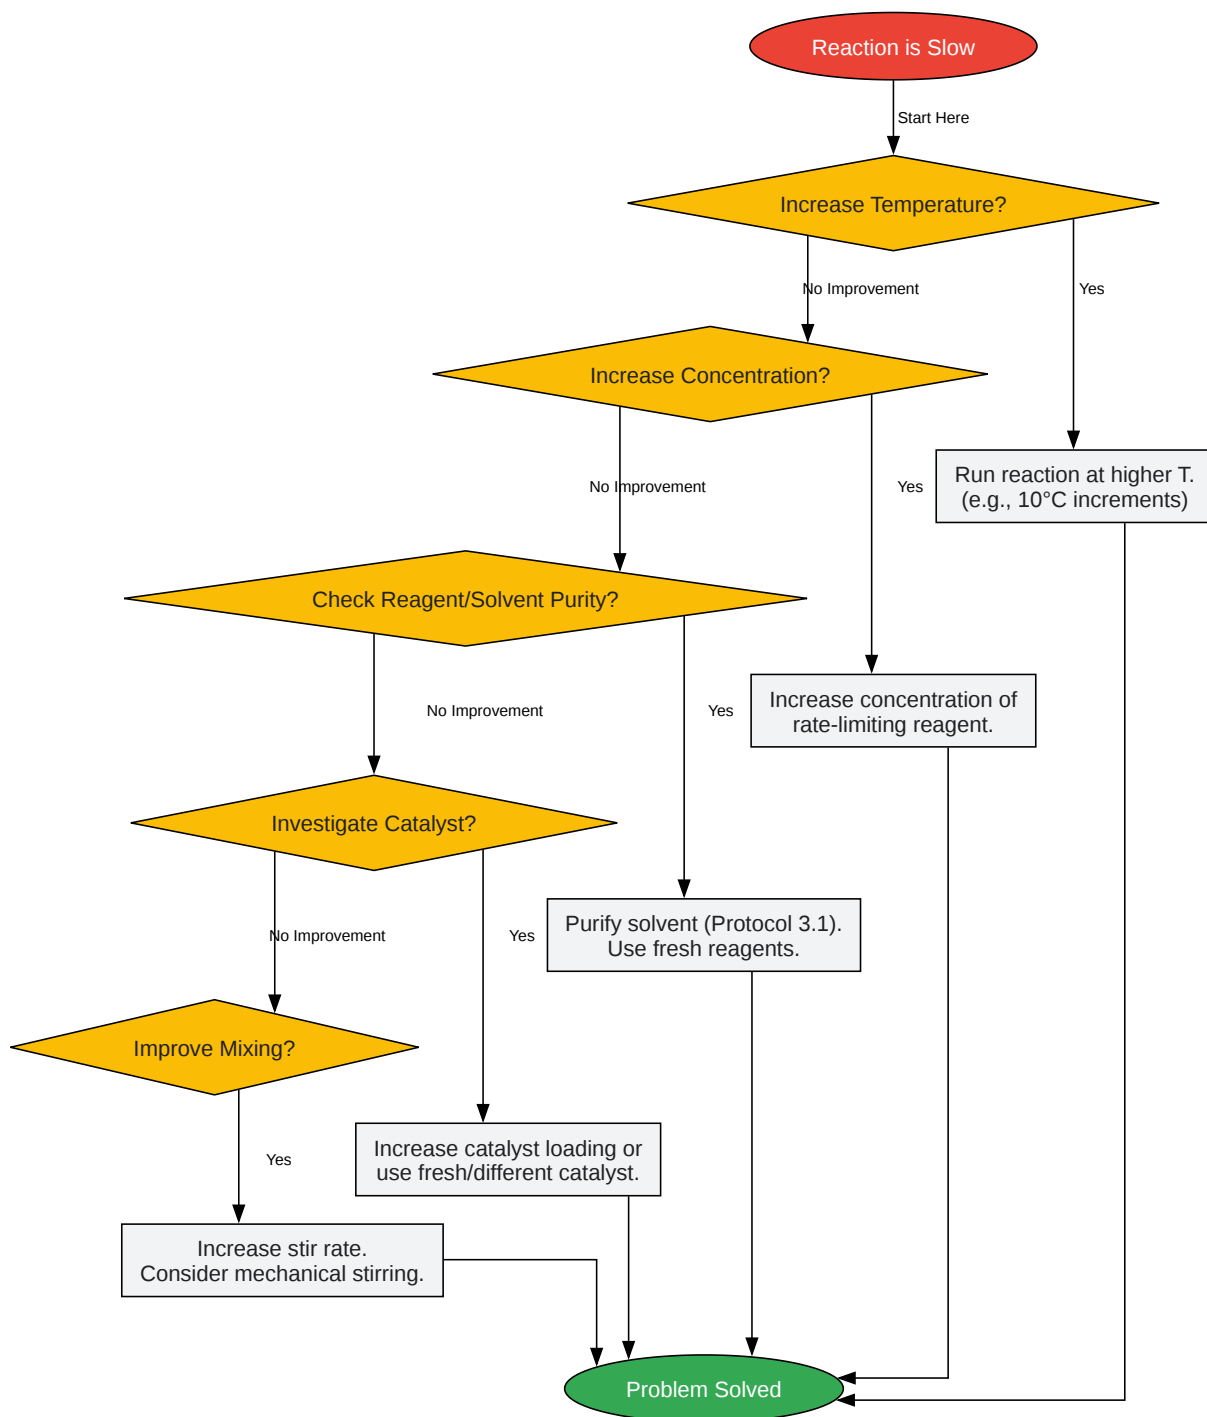 Reaction is Slow
Start Here
Increase Temperature?
No Improvement
Yes
Increase Concentration?
Run reaction at higher T.
(e.g., 10°C increments)
No Improvement
Yes
Check Reagent/Solvent Purity?
Increase concentration of
rate-limiting reagent.
No Improvement
Yes
Investigate Catalyst?
Purify solvent (Protocol 3.1).
Use fresh reagents.
No Improvement
Yes
Improve Mixing?
Increase catalyst loading or
use fresh/different catalyst.
Yes
Increase stir rate.
Consider mechanical stirring.
Problem Solved